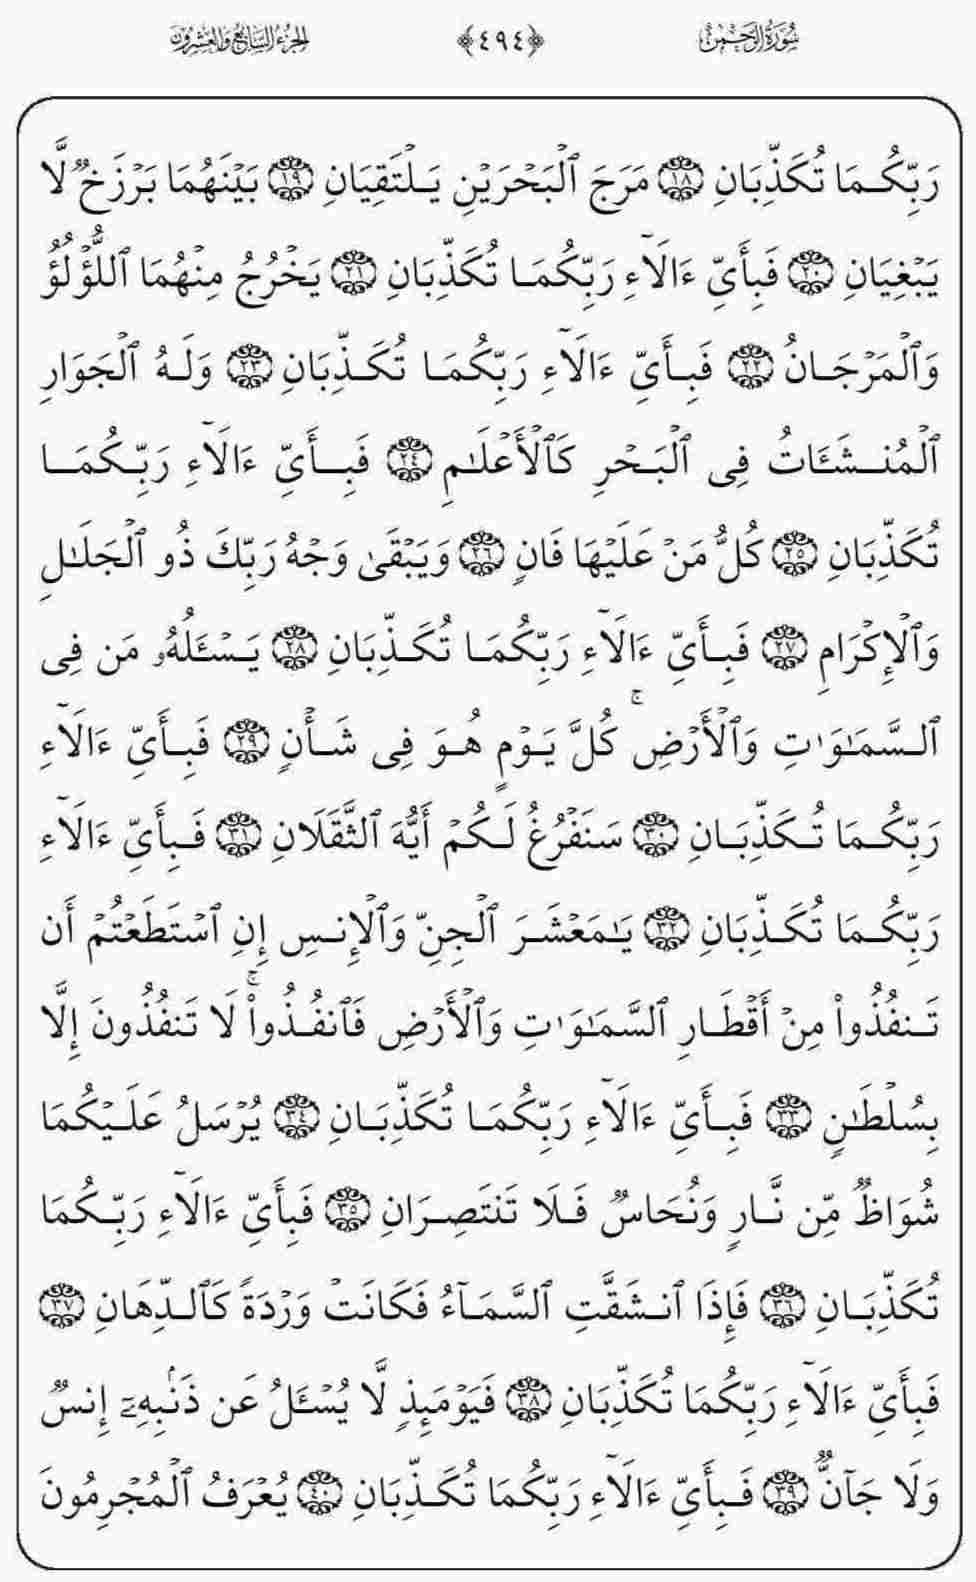 سُورَةُ الرَّحْمَٰن ﴿٤٩٤﴾ الجُزْءُ السَّابِعُ وَالعِشْرُونَ
رَبِّكُمَا تُكَذِّبَانِ ١٨ مَرَجَ ٱلْبَحْرَيْنِ يَلْتَقِيَانِ ١٩ بَيْنَهُمَا بَرْزَخٌ لَّا
يَبْغِيَانِ ٢٠ فَبِأَىِّ ءَالَآءِ رَبِّكُمَا تُكَذِّبَانِ ٢١ يَخْرُجُ مِنْهُمَا ٱللُّؤْلُؤُ
وَٱلْمَرْجَانُ ٢٢ فَبِأَىِّ ءَالَآءِ رَبِّكُمَا تُكَذِّبَانِ ٢٣ وَلَهُ ٱلْجَوَارِ
ٱلْمُنشَـَٔاتُ فِى ٱلْبَحْرِ كَٱلْأَعْلَـٰمِ ٢٤ فَبِأَىِّ ءَالَآءِ رَبِّكُمَا
تُكَذِّبَانِ ٢٥ كُلُّ مَنْ عَلَيْهَا فَانٍ ٢٦ وَيَبْقَىٰ وَجْهُ رَبِّكَ ذُو ٱلْجَلَـٰلِ
وَٱلْإِكْرَامِ ٢٧ فَبِأَىِّ ءَالَآءِ رَبِّكُمَا تُكَذِّبَانِ ٢٨ يَسْـَٔلُهُۥ مَن فِى
ٱلسَّمَـٰوَٰتِ وَٱلْأَرْضِ ۚ كُلَّ يَوْمٍ هُوَ فِى شَأْنٍ ٢٩ فَبِأَىِّ ءَالَآءِ
رَبِّكُمَا تُكَذِّبَانِ ٣٠ سَنَفْرُغُ لَكُمْ أَيُّهَ ٱلثَّقَلَانِ ٣١ فَبِأَىِّ ءَالَآءِ
رَبِّكُمَا تُكَذِّبَانِ ٣٢ يَـٰمَعْشَرَ ٱلْجِنِّ وَٱلْإِنسِ إِنِ ٱسْتَطَعْتُمْ أَن
تَنفُذُوا۟ مِنْ أَقْطَارِ ٱلسَّمَـٰوَٰتِ وَٱلْأَرْضِ فَٱنفُذُوا۟ ۚ لَا تَنفُذُونَ إِلَّا
بِسُلْطَـٰنٍ ٣٣ فَبِأَىِّ ءَالَآءِ رَبِّكُمَا تُكَذِّبَانِ ٣٤ يُرْسَلُ عَلَيْكُمَا
شُوَاظٌ مِّن نَّارٍ وَنُحَاسٌ فَلَا تَنتَصِرَانِ ٣٥ فَبِأَىِّ ءَالَآءِ رَبِّكُمَا
تُكَذِّبَانِ ٣٦ فَإِذَا ٱنشَقَّتِ ٱلسَّمَآءُ فَكَانَتْ وَرْدَةً كَٱلدِّهَانِ ٣٧
فَبِأَىِّ ءَالَآءِ رَبِّكُمَا تُكَذِّبَانِ ٣٨ فَيَوْمَئِذٍ لَّا يُسْـَٔلُ عَن ذَنۢبِهِۦٓ إِنسٌ
وَلَا جَآنٌّ ٣٩ فَبِأَىِّ ءَالَآءِ رَبِّكُمَا تُكَذِّبَانِ ٤٠ يُعْرَفُ ٱلْمُجْرِمُونَ